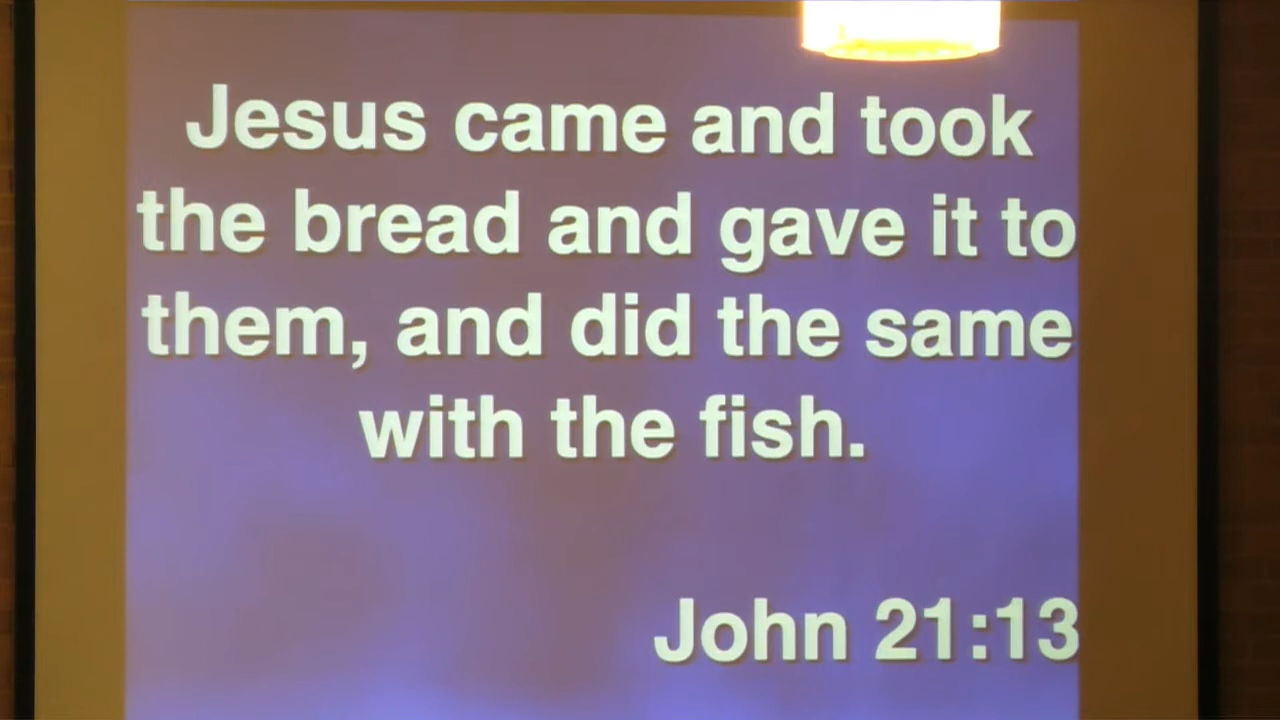 Jesus came and took
the bread and gave it to
them, and did the same
with the fish.
John 21:13